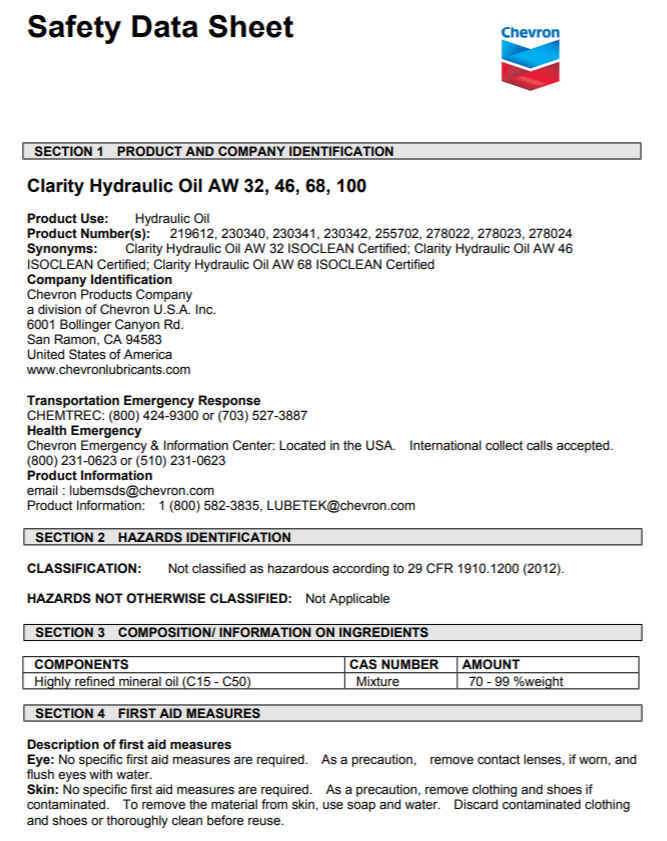 Safety Data Sheet
Chevron
SECTION 1 PRODUCT AND COMPANY IDENTIFICATION
Clarity Hydraulic Oil AW 32, 46, 68, 100
Product Use: Hydraulic Oil
Product Number(s): 219612, 230340, 230341, 230342, 255702, 278022, 278023, 278024
Synonyms: Clarity Hydraulic Oil AW 32 ISOCLEAN Certified; Clarity Hydraulic Oil AW 46
ISOCLEAN Certified; Clarity Hydraulic Oil AW 68 ISOCLEAN Certified
Company Identification
Chevron Products Company
a division of Chevron U.S.A. Inc.
6001 Bollinger Canyon Rd.
San Ramon, CA 94583
United States of America
www.chevronlubricants.com
Transportation Emergency Response
CHEMTREC: (800) 424-9300 or (703) 527-3887
Health Emergency
Chevron Emergency & Information Center: Located in the USA. International collect calls accepted.
(800) 231-0623 or (510) 231-0623
Product Information
email : lubemsds@chevron.com
Product Information: 1 (800) 582-3835, LUBETEK@chevron.com
SECTION 2 HAZARDS IDENTIFICATION
CLASSIFICATION: Not classified as hazardous according to 29 CFR 1910.1200 (2012).
HAZARDS NOT OTHERWISE CLASSIFIED: Not Applicable
SECTION 3 COMPOSITION/ INFORMATION ON INGREDIENTS
COMPONENTS CAS NUMBER AMOUNT
Highly refined mineral oil (C15 - C50) Mixture 70 - 99 %weight
SECTION 4 FIRST AID MEASURES
Description of first aid measures
Eye: No specific first aid measures are required. As a precaution, remove contact lenses, if worn, and
flush eyes with water.
Skin: No specific first aid measures are required. As a precaution, remove clothing and shoes if
contaminated. To remove the material from skin, use soap and water. Discard contaminated clothing
and shoes or thoroughly clean before reuse.